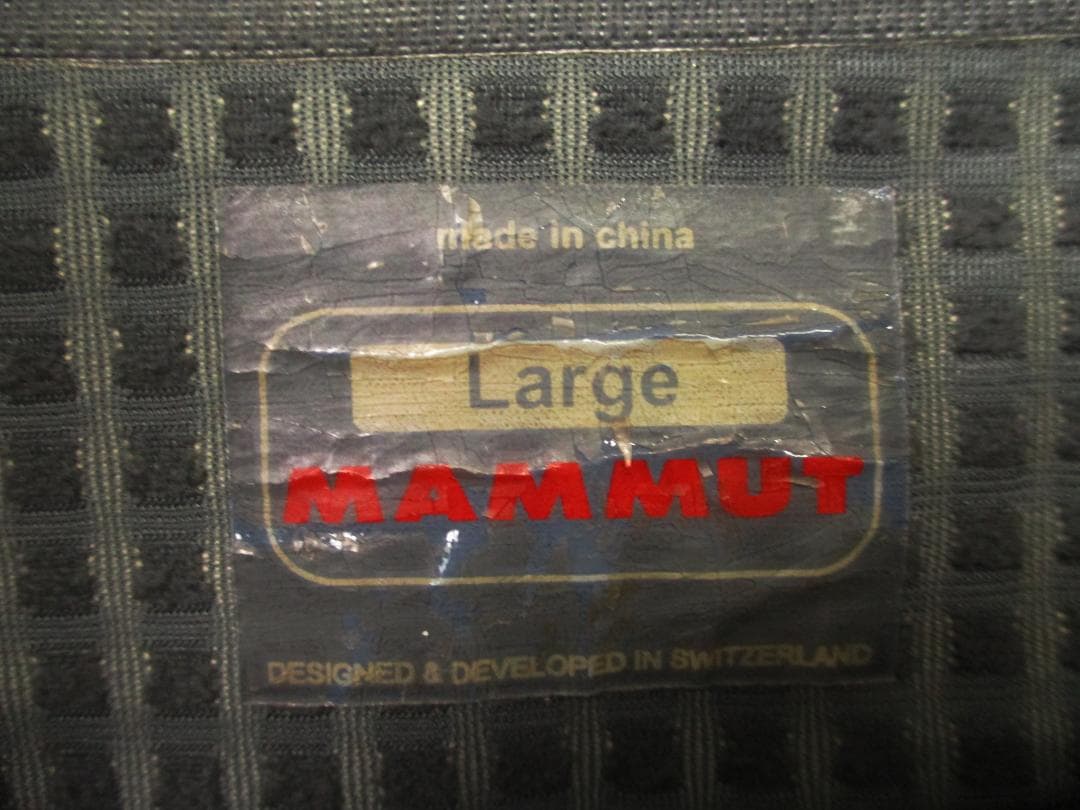 made in china
Large
MAMMUT
DESIGNED & DEVELOPED IN SWITZERLAND